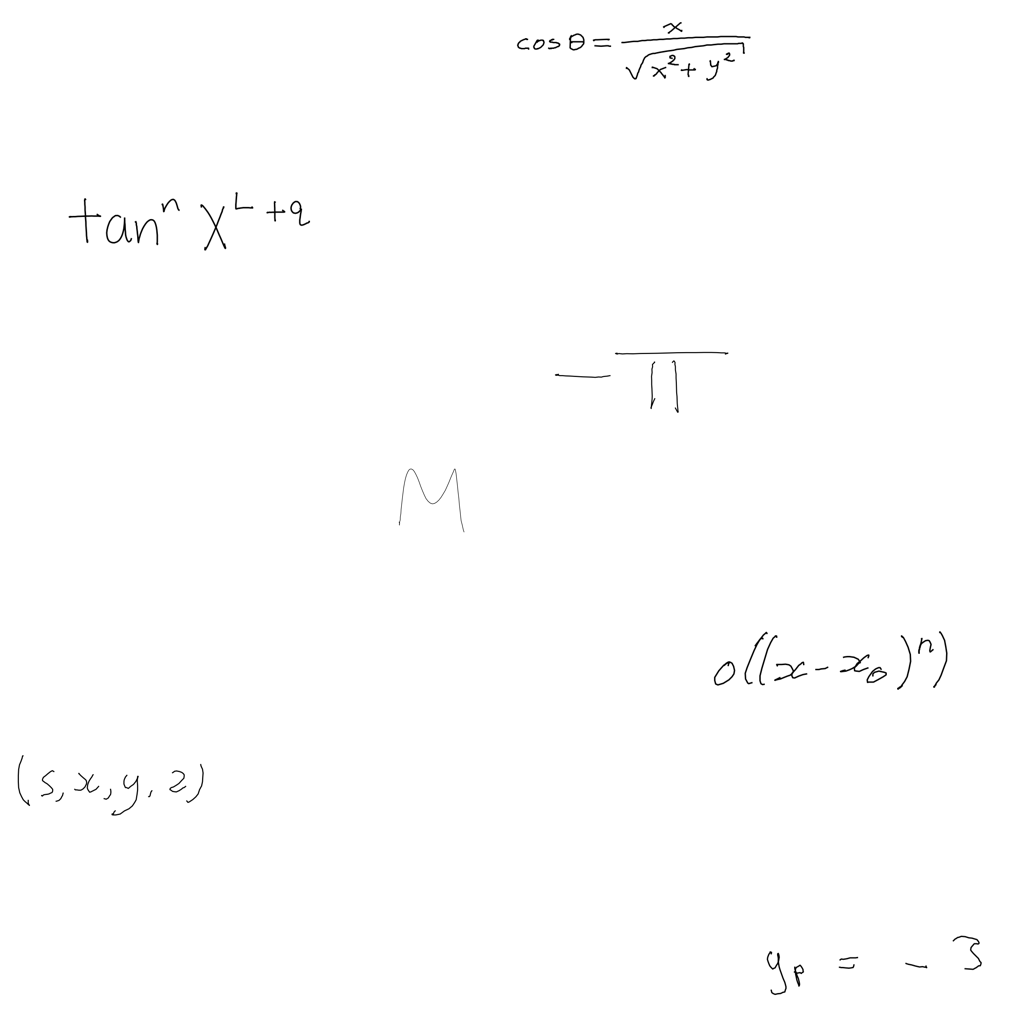 cos θ = x / √(x² + y²)
tanⁿ X^(L+q)
-∏
M
o((x - x₀)ⁿ)
(s, x, y, z)
yₚ = - 3